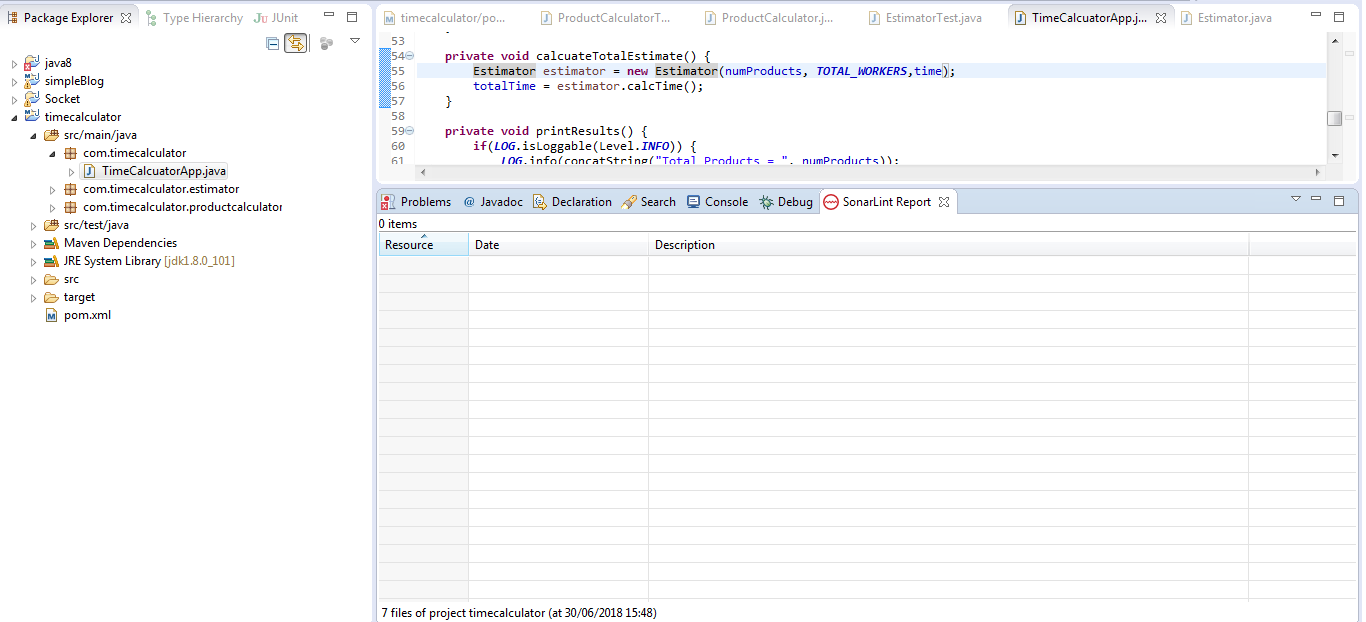 Package Explorer Type Hierarchy Ju JUnit
java8
simpleBlog
Socket
timecalculator
src/main/java
com.timecalculator
TimeCalcuatorApp.java
com.timecalculator.estimator
com.timecalculator.productcalculator
src/test/java
Maven Dependencies
JRE System Library [jdk1.8.0_101]
src
target
pom.xml
timecalculator/po... ProductCalculatorT... ProductCalculator.j... EstimatorTest.java TimeCalcuatorApp.j... Estimator.java
53 }
54 private void calcuateTotalEstimate() {
55 Estimator estimator = new Estimator(numProducts, TOTAL_WORKERS,time);
56 totalTime = estimator.calcTime();
57 }
58
59 private void printResults() {
60 if(LOG.isLoggable(Level.INFO)) {
61 LOG.info(concatString("Total Products = ", numProducts));
Problems @ Javadoc Declaration Search Console Debug SonarLint Report
0 items
Resource Date Description
7 files of project timecalculator (at 30/06/2018 15:48)